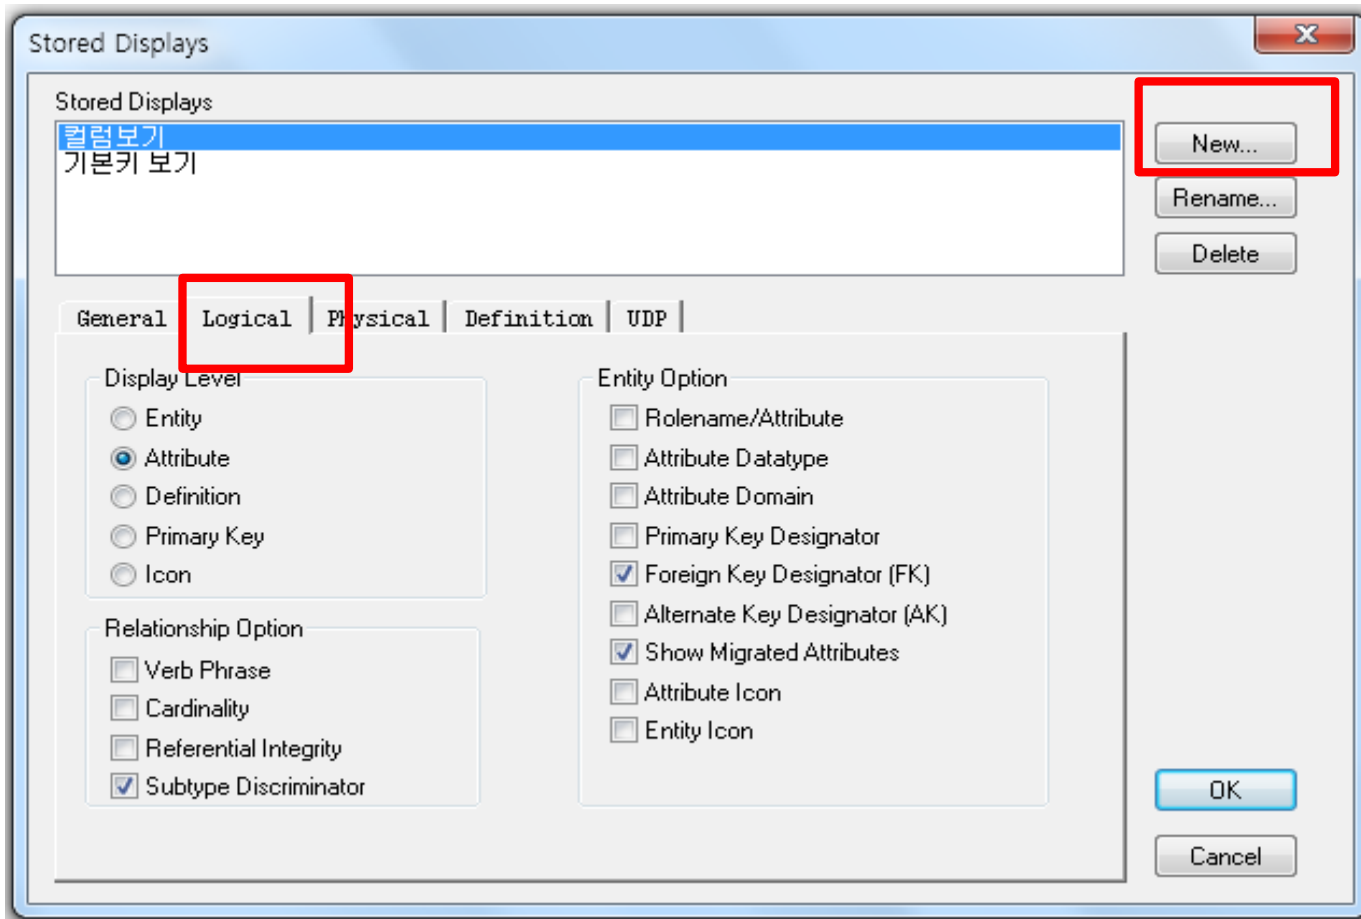 Stored Displays
Stored Displays
컬럼보기
기본키 보기
New...
Rename...
Delete
General Logical Physical Definition UDP
Display Level
Entity
Attribute
Definition
Primary Key
Icon
Relationship Option
Verb Phrase
Cardinality
Referential Integrity
Subtype Discriminator
Entity Option
Rolename/Attribute
Attribute Datatype
Attribute Domain
Primary Key Designator
Foreign Key Designator (FK)
Alternate Key Designator (AK)
Show Migrated Attributes
Attribute Icon
Entity Icon
OK
Cancel